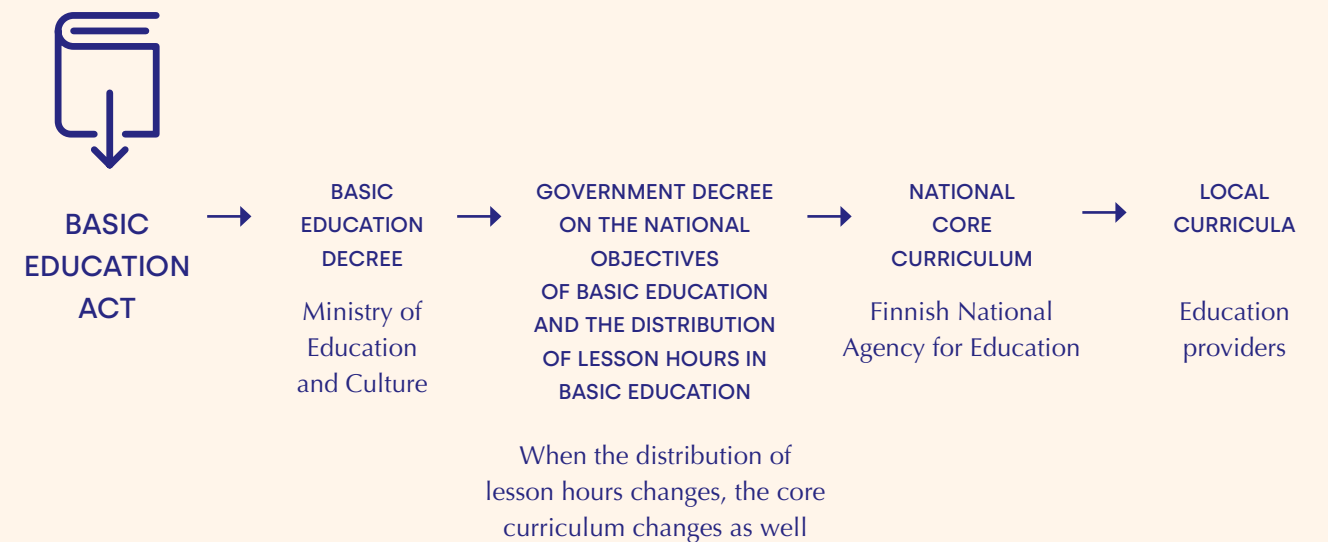 BASIC
EDUCATION
ACT
BASIC
EDUCATION
DECREE
Ministry of
Education
and Culture
GOVERNMENT DECREE
ON THE NATIONAL
OBJECTIVES
OF BASIC EDUCATION
AND THE DISTRIBUTION
OF LESSON HOURS IN
BASIC EDUCATION
When the distribution of
lesson hours changes, the core
curriculum changes as well
NATIONAL
CORE
CURRICULUM
Finnish National
Agency for Education
LOCAL
CURRICULA
Education
providers